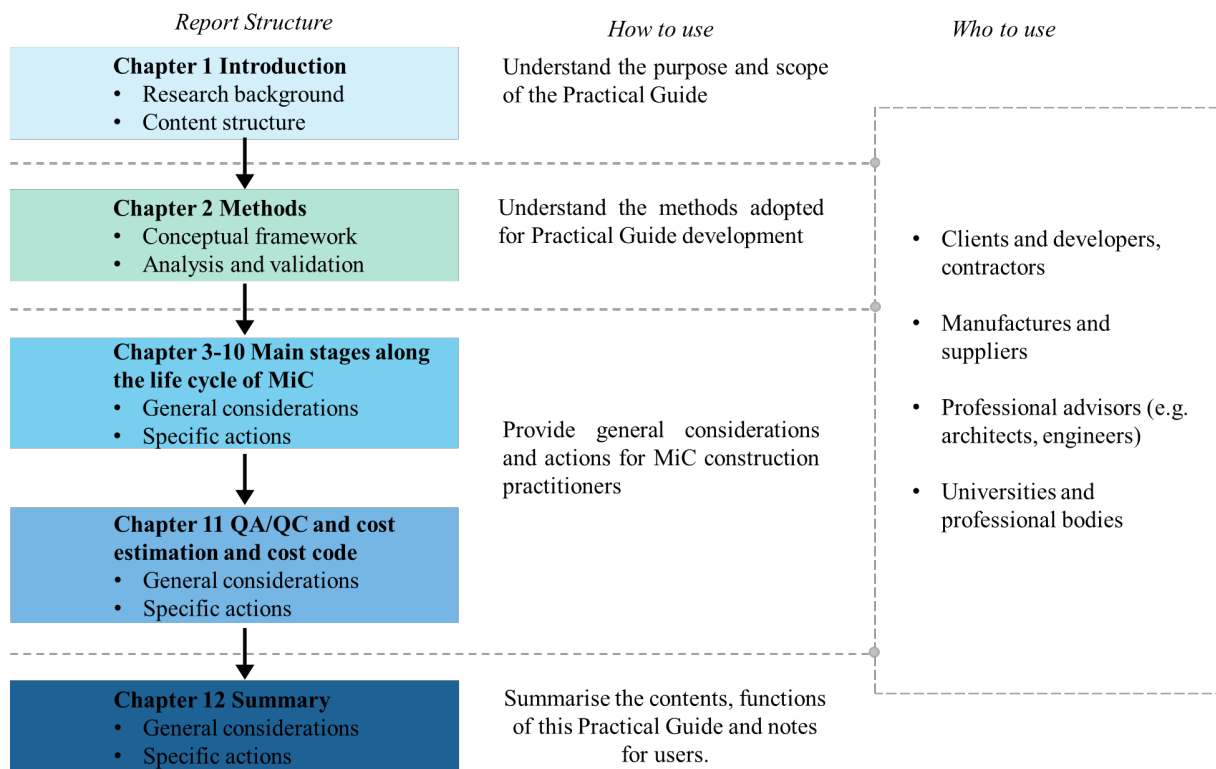 Report Structure
How to use
Who to use
Chapter 1 Introduction
• Research background
• Content structure
Understand the purpose and scope
of the Practical Guide
Chapter 2 Methods
• Conceptual framework
• Analysis and validation
Understand the methods adopted
for Practical Guide development
Chapter 3-10 Main stages along
the life cycle of MiC
• General considerations
• Specific actions
Provide general considerations
and actions for MiC construction
practitioners
Chapter 11 QA/QC and cost
estimation and cost code
• General considerations
• Specific actions
Chapter 12 Summary
• General considerations
• Specific actions
Summarise the contents, functions
of this Practical Guide and notes
for users.
• Clients and developers,
contractors
• Manufactures and
suppliers
• Professional advisors (e.g.
architects, engineers)
• Universities and
professional bodies